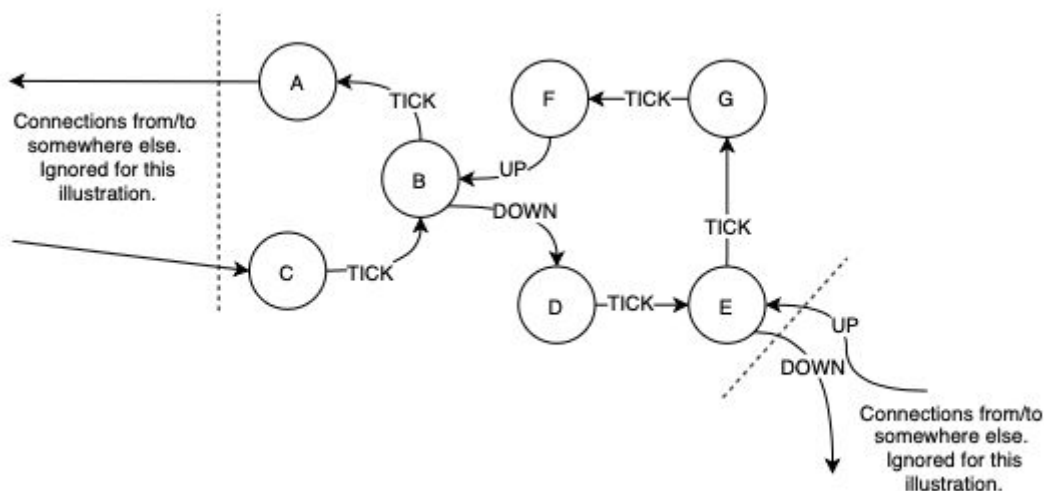 A
F
G
TICK
TICK
Connections from/to
somewhere else.
Ignored for this
illustration.
B
UP
DOWN
TICK
C
TICK
D
TICK
E
UP
DOWN
Connections from/to
somewhere else.
Ignored for this
illustration.